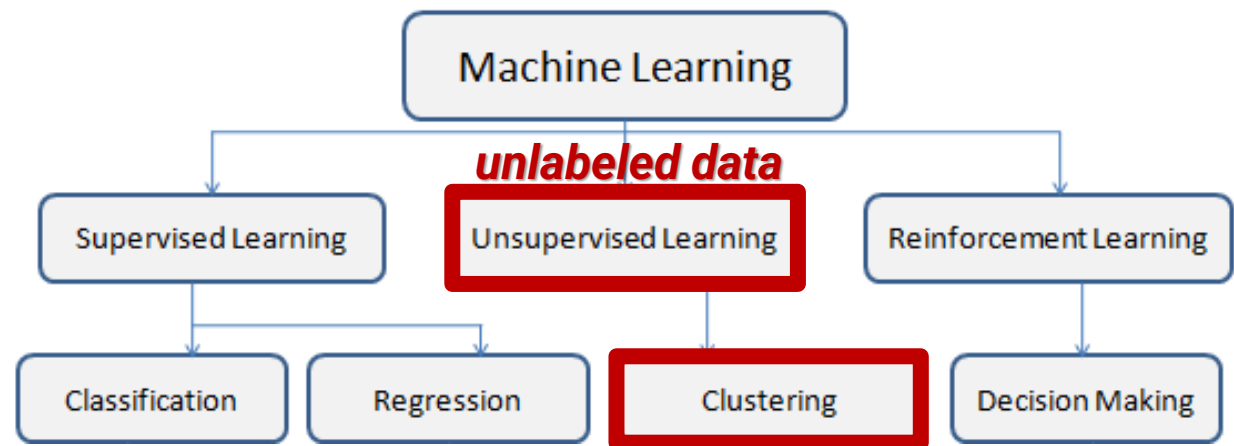 Machine Learning
unlabeled data
Supervised Learning
Unsupervised Learning
Reinforcement Learning
Classification
Regression
Clustering
Decision Making